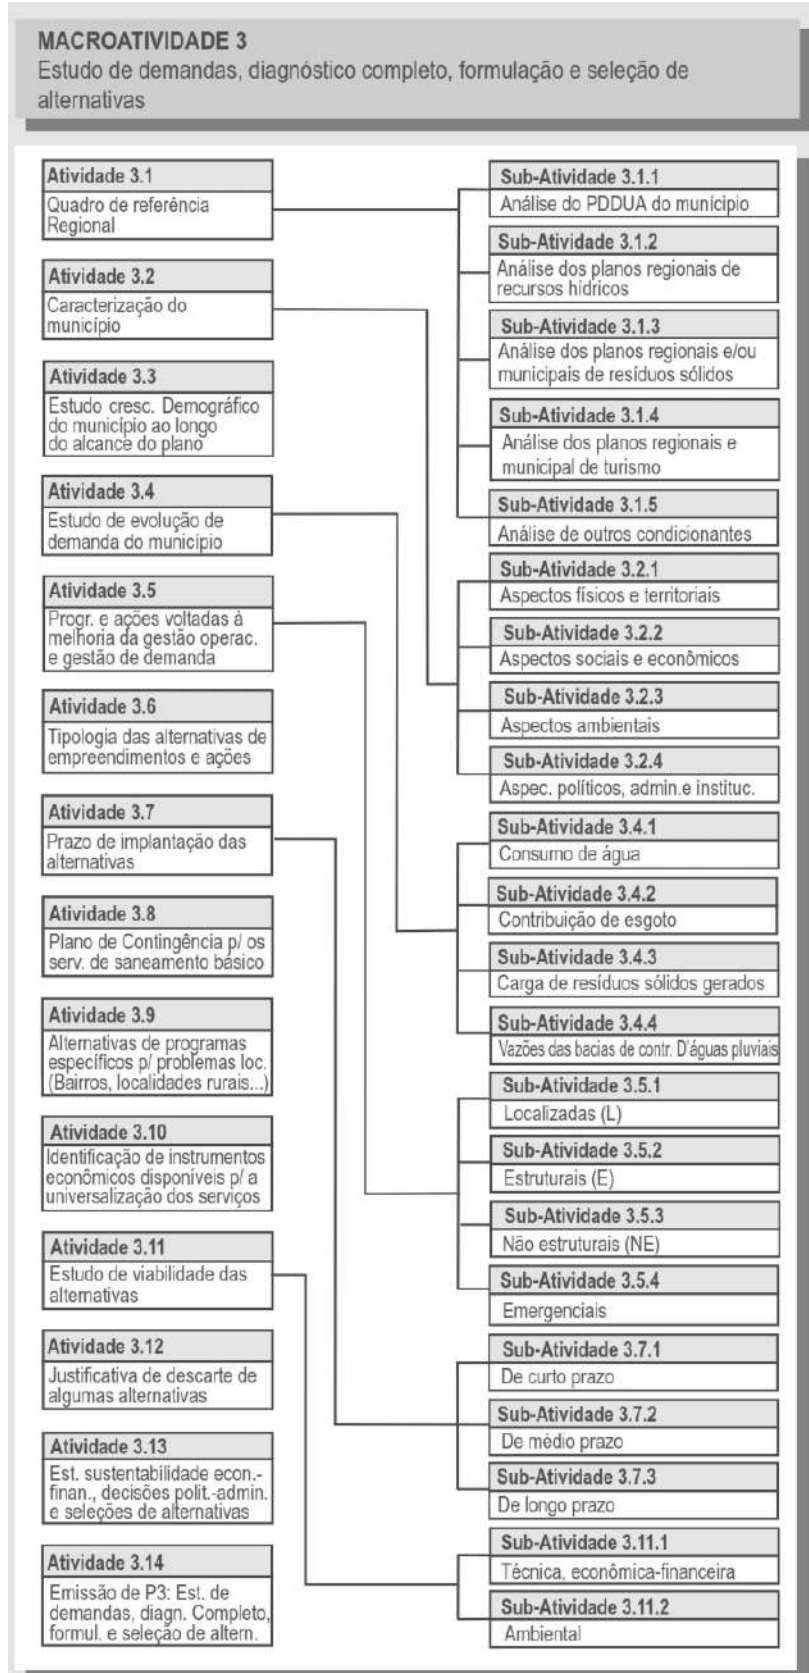 MACROATIVIDADE 3
Estudo de demandas, diagnóstico completo, formulação e seleção de
alternativas
Atividade 3.1
Quadro de referência
Regional
Atividade 3.2
Caracterização do
município
Atividade 3.3
Estudo cresc. Demográfico
do município ao longo
do alcance do plano
Atividade 3.4
Estudo de evolução de
demanda do município
Atividade 3.5
Progr. e ações voltadas à
melhoria da gestão operac.
e gestão de demanda
Atividade 3.6
Tipologia das alternativas de
empreendimentos e ações
Atividade 3.7
Prazo de implantação das
alternativas
Atividade 3.8
Plano de Contingência p/ os
serv. de saneamento básico
Atividade 3.9
Alternativas de programas
específicos p/ problemas loc.
(Bairros, localidades rurais...)
Atividade 3.10
Identificação de instrumentos
econômicos disponíveis p/ a
universalização dos serviços
Atividade 3.11
Estudo de viabilidade das
alternativas
Atividade 3.12
Justificativa de descarte de
algumas alternativas
Atividade 3.13
Est. sustentabilidade econ.-
finan., decisões polit.-admin.
e seleções de alternativas
Atividade 3.14
Emissão de P3: Est. de
demandas, diagn. Completo,
formul. e seleção de altern.
Sub-Atividade 3.1.1
Análise do PDDUA do município
Sub-Atividade 3.1.2
Análise dos planos regionais de
recursos hídricos
Sub-Atividade 3.1.3
Análise dos planos regionais e/ou
municipais de resíduos sólidos
Sub-Atividade 3.1.4
Análise dos planos regionais e
municipal de turismo
Sub-Atividade 3.1.5
Análise de outros condicionantes
Sub-Atividade 3.2.1
Aspectos físicos e territoriais
Sub-Atividade 3.2.2
Aspectos sociais e econômicos
Sub-Atividade 3.2.3
Aspectos ambientais
Sub-Atividade 3.2.4
Aspec. políticos, admin.e instituc.
Sub-Atividade 3.4.1
Consumo de água
Sub-Atividade 3.4.2
Contribuição de esgoto
Sub-Atividade 3.4.3
Carga de resíduos sólidos gerados
Sub-Atividade 3.4.4
Vazões das bacias de contr. D'águas pluviais
Sub-Atividade 3.5.1
Localizadas (L)
Sub-Atividade 3.5.2
Estruturais (E)
Sub-Atividade 3.5.3
Não estruturais (NE)
Sub-Atividade 3.5.4
Emergenciais
Sub-Atividade 3.7.1
De curto prazo
Sub-Atividade 3.7.2
De médio prazo
Sub-Atividade 3.7.3
De longo prazo
Sub-Atividade 3.11.1
Técnica, econômica-financeira
Sub-Atividade 3.11.2
Ambiental